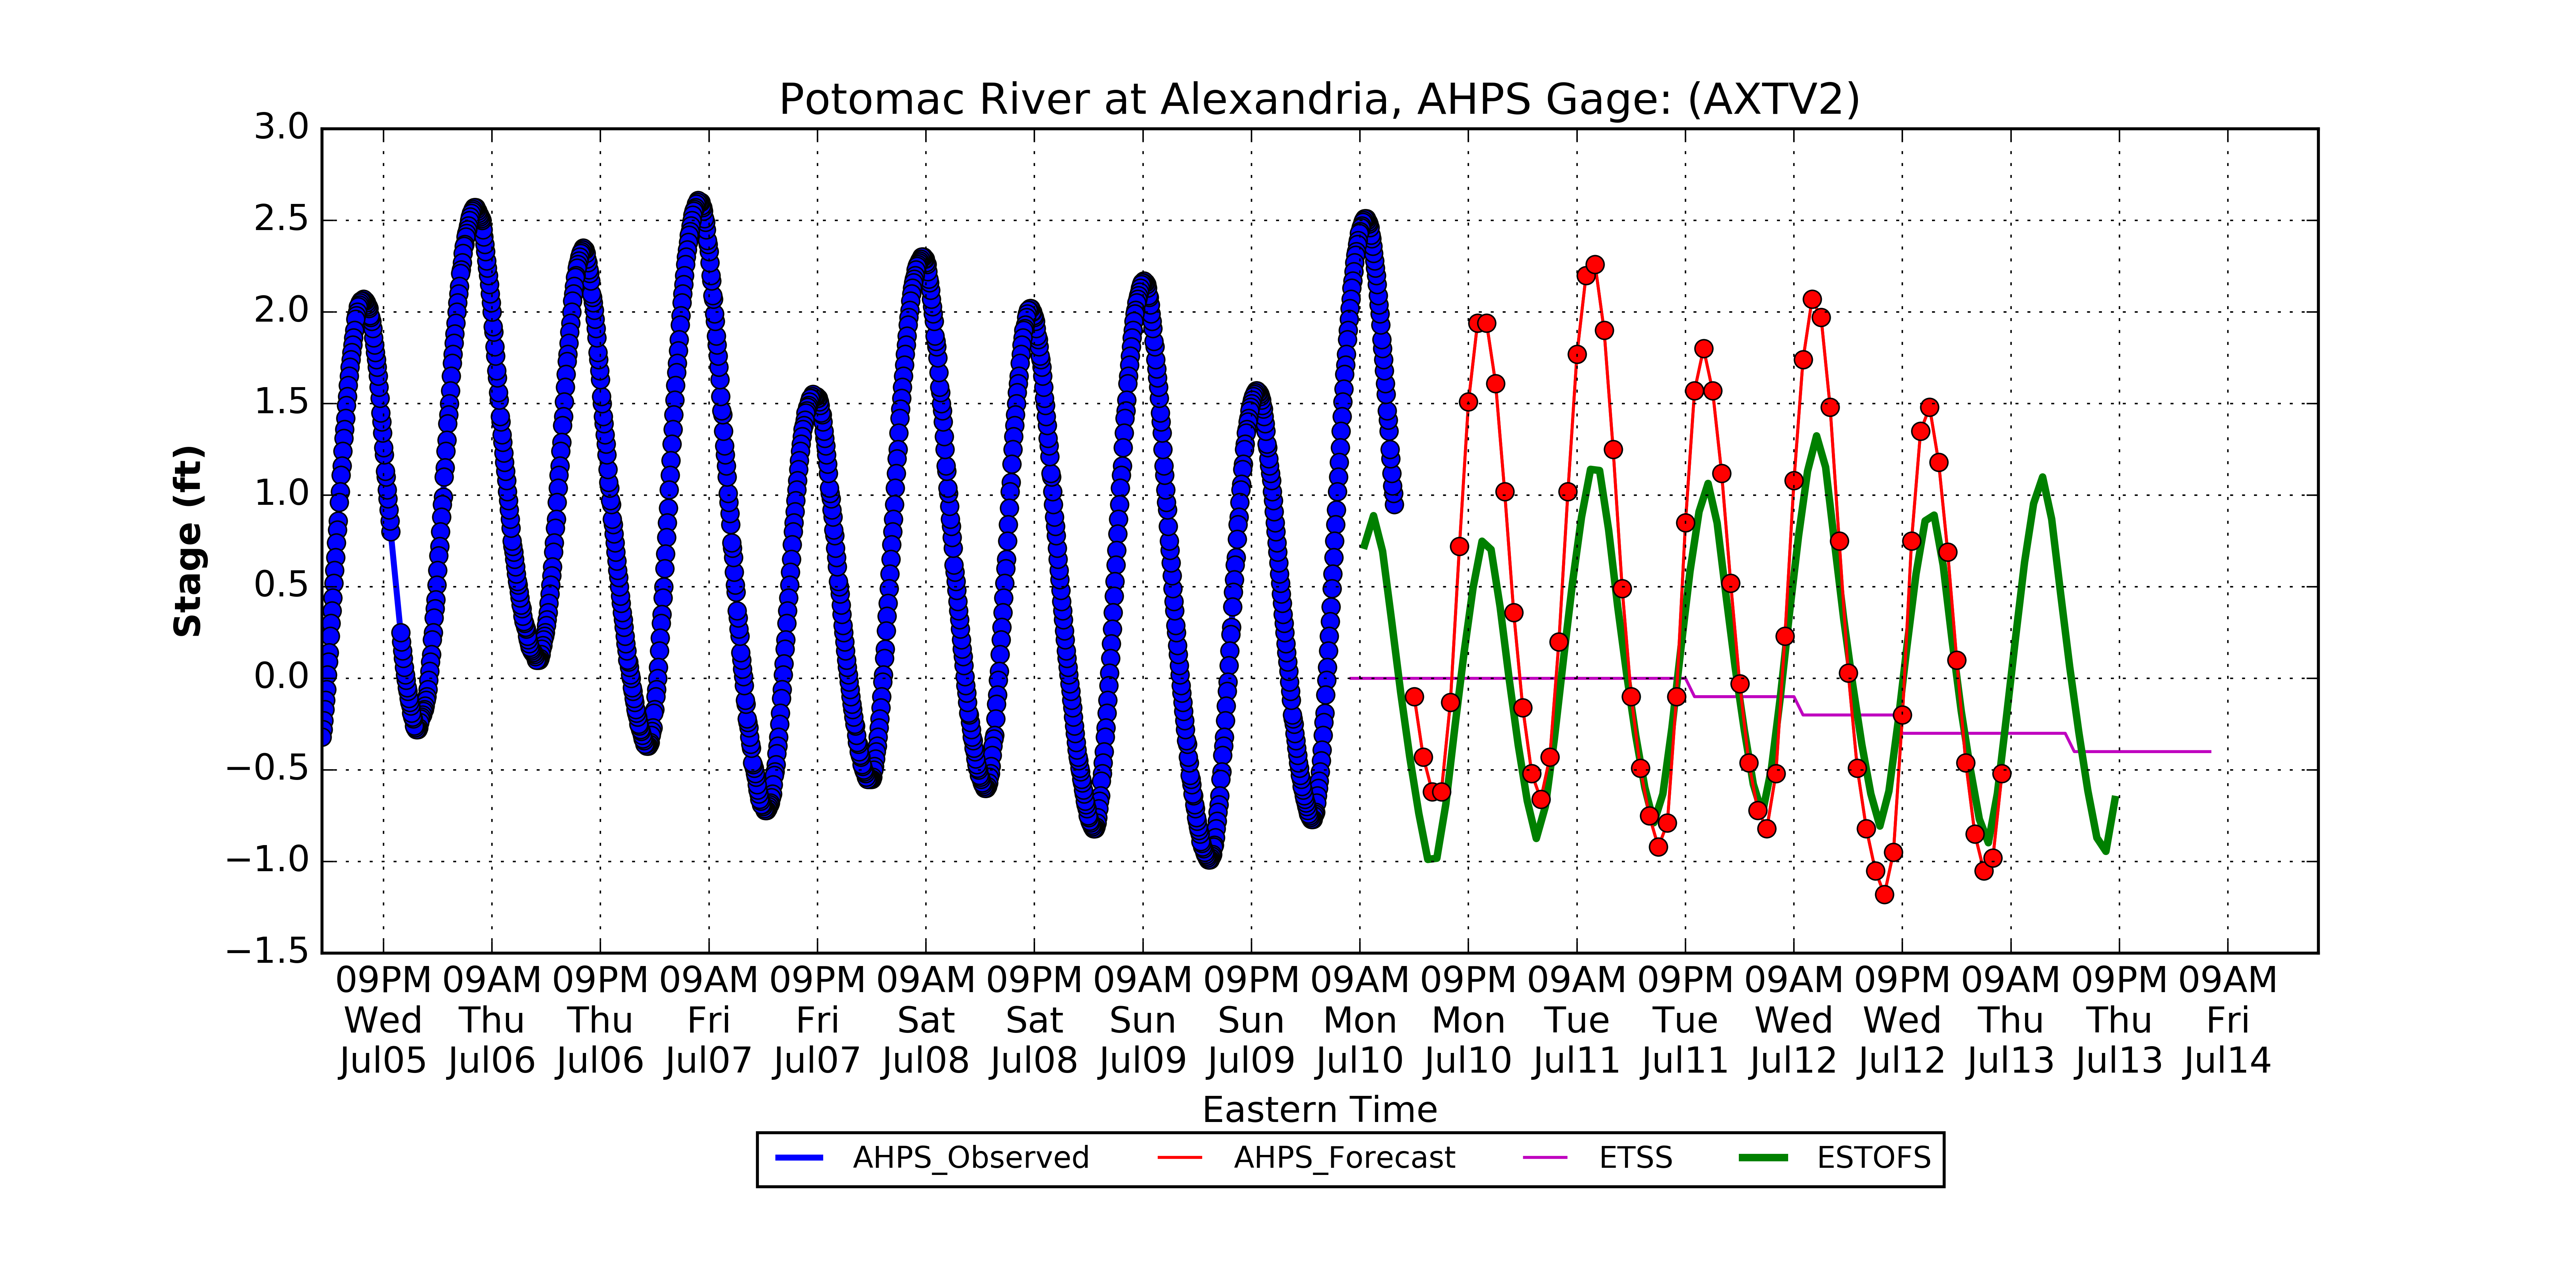 Potomac River at Alexandria, AHPS Gage: (AXTV2)
3.0
2.5
2.0
1.5
1.0
0.5
0.0
−0.5
−1.0
−1.5
Stage (ft)
09PM 09AM 09PM 09AM 09PM 09AM 09PM 09AM 09PM 09AM 09PM 09AM 09PM 09AM 09PM 09AM 09PM 09AM
Wed Thu Thu Fri Fri Sat Sat Sun Sun Mon Mon Tue Tue Wed Wed Thu Thu Fri
Jul05 Jul06 Jul06 Jul07 Jul07 Jul08 Jul08 Jul09 Jul09 Jul10 Jul10 Jul11 Jul11 Jul12 Jul12 Jul13 Jul13 Jul14
Eastern Time
AHPS_Observed AHPS_Forecast ETSS ESTOFS